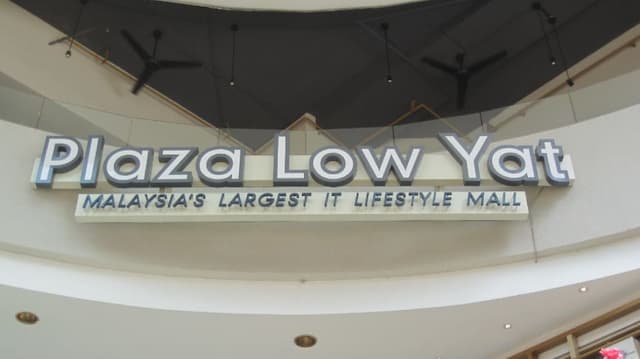 Plaza Low Yat
MALAYSIA'S LARGEST IT LIFESTYLE MALL